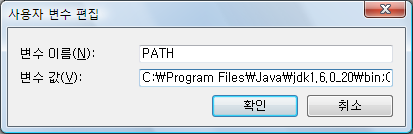 사용자 변수 편집
변수 이름(N):
PATH
변수 값(V):
C:₩Program Files₩Java₩jdk1,6,0_20₩bin;C
확인
취소